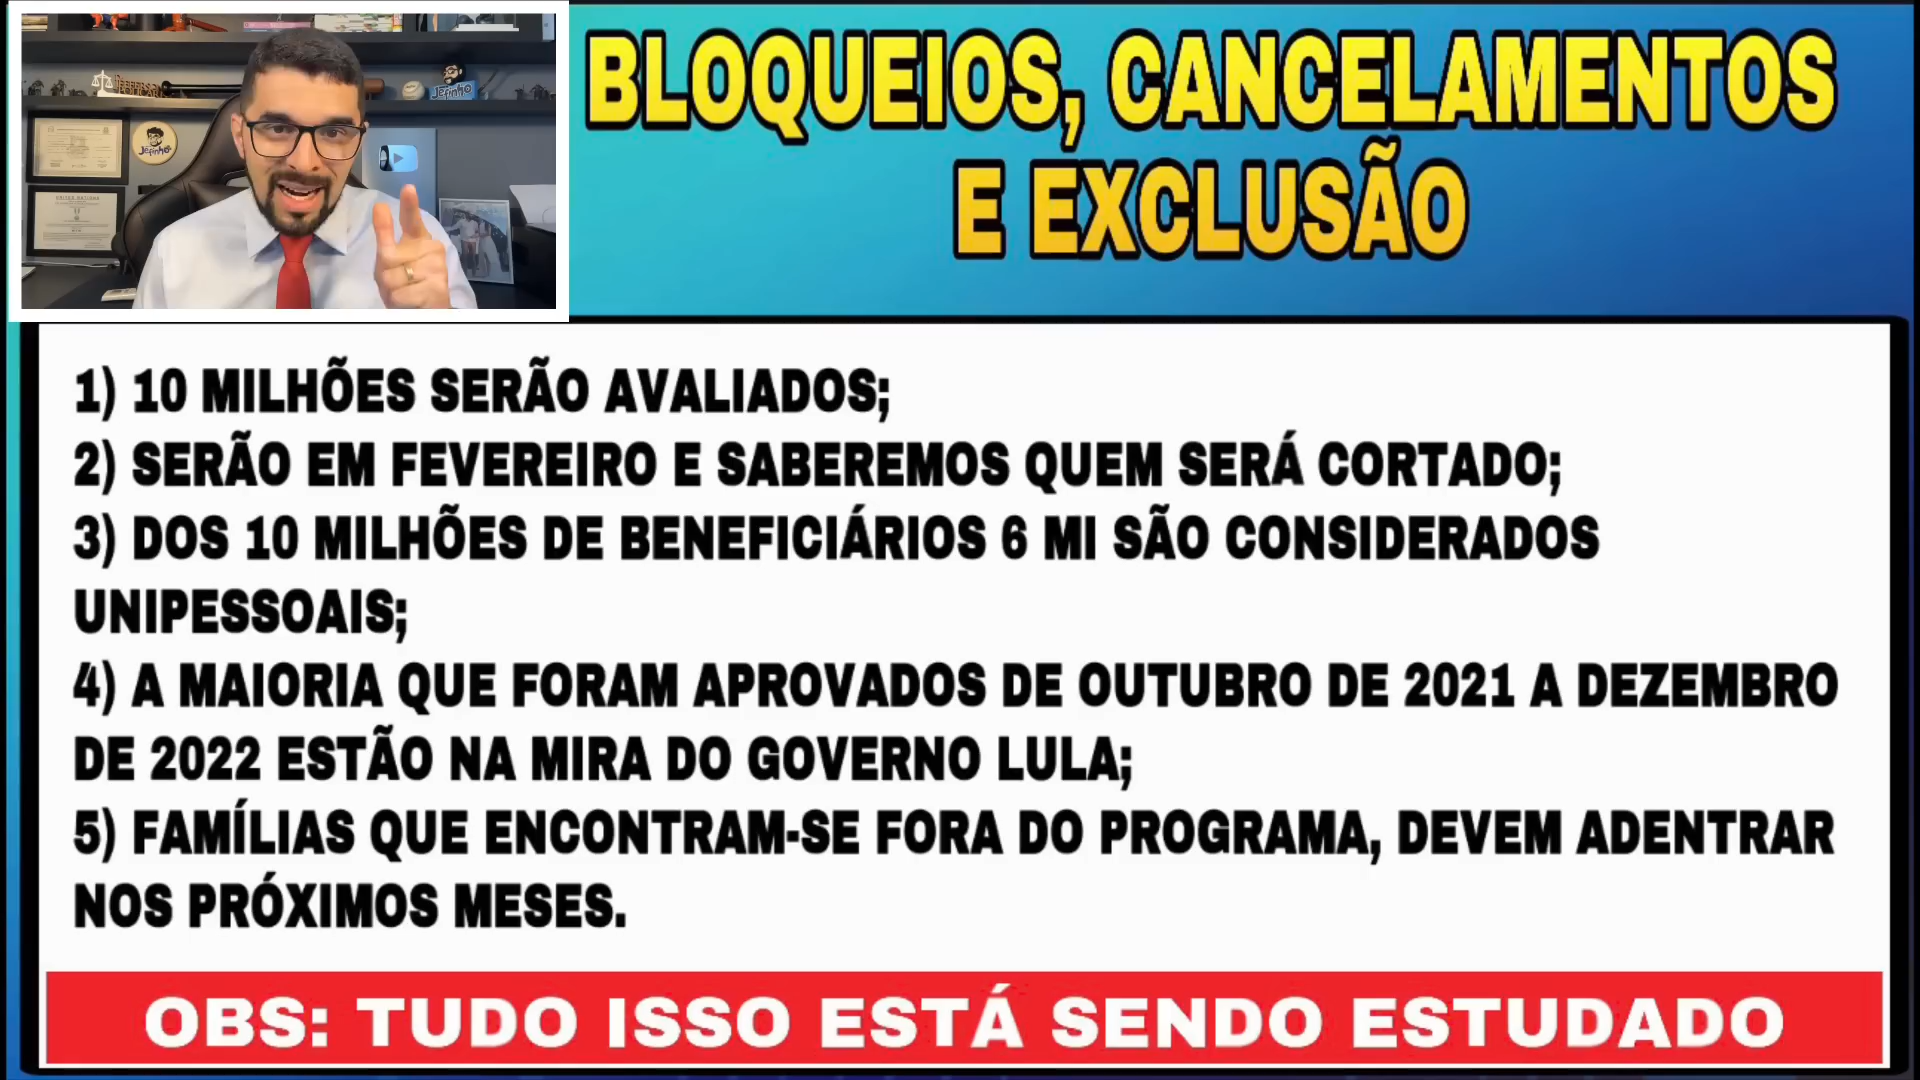 BLOQUEIOS, CANCELAMENTOS
E EXCLUSÃO
Jefinho
Jefinho
1) 10 MILHÕES SERÃO AVALIADOS;
2) SERÃO EM FEVEREIRO E SABEREMOS QUEM SERÁ CORTADO;
3) DOS 10 MILHÕES DE BENEFICIÁRIOS 6 MI SÃO CONSIDERADOS
UNIPESSOAIS;
4) A MAIORIA QUE FORAM APROVADOS DE OUTUBRO DE 2021 A DEZEMBRO
DE 2022 ESTÃO NA MIRA DO GOVERNO LULA;
5) FAMÍLIAS QUE ENCONTRAM-SE FORA DO PROGRAMA, DEVEM ADENTRAR
NOS PRÓXIMOS MESES.
OBS: TUDO ISSO ESTÁ SENDO ESTUDADO